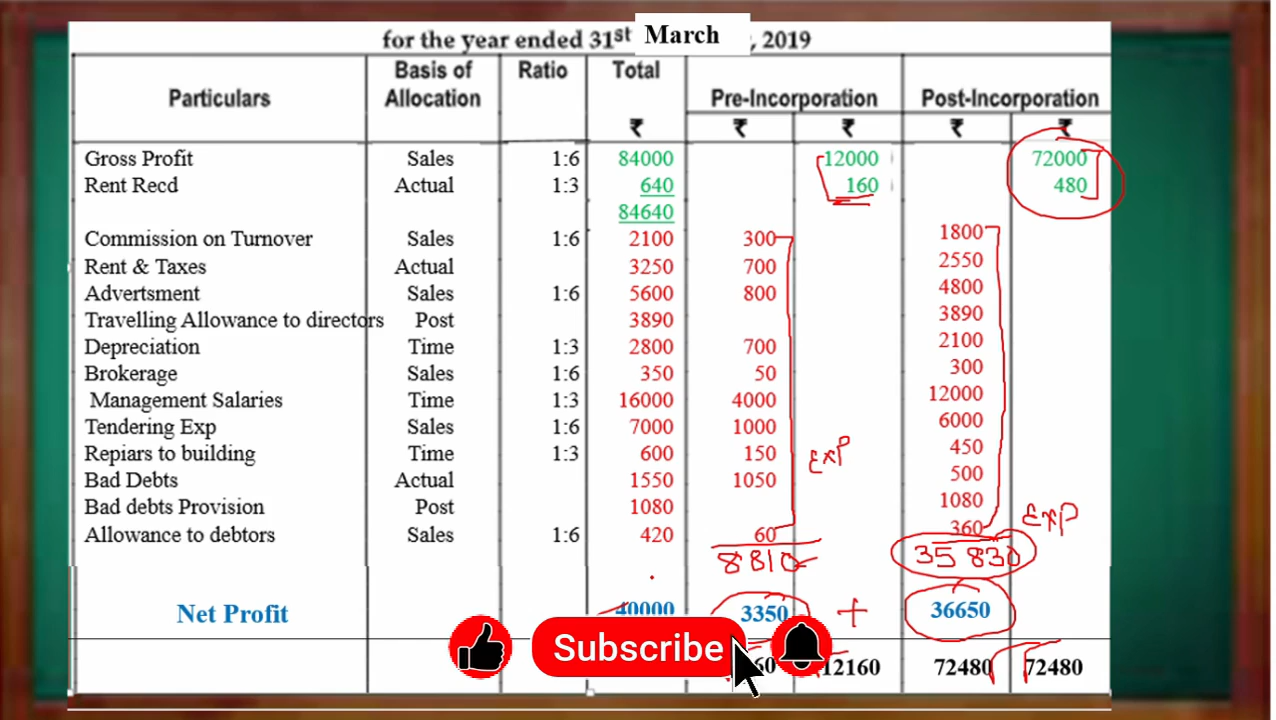 for the year ended 31st March , 2019
Particulars Basis of Allocation Ratio Total Pre-Incorporation Post-Incorporation
₹ ₹ ₹ ₹ ₹
Gross Profit Sales 1:6 84000 12000 72000
Rent Recd Actual 1:3 640 160 480
84640
Commission on Turnover Sales 1:6 2100 300 1800
Rent & Taxes Actual 3250 700 2550
Advertsment Sales 1:6 5600 800 4800
Travelling Allowance to directors Post 3890 3890
Depreciation Time 1:3 2800 700 2100
Brokerage Sales 1:6 350 50 300
Management Salaries Time 1:3 16000 4000 12000
Tendering Exp Sales 1:6 7000 1000 6000
Repiars to building Time 1:3 600 150 450
Exp
Bad Debts Actual 1550 1050 500
Bad debts Provision Post 1080 1080
Exp
Allowance to debtors Sales 1:6 420 60 360
8810 35830
Net Profit 40000 3350 + 36650
Subscribe
60 12160 72480 72480